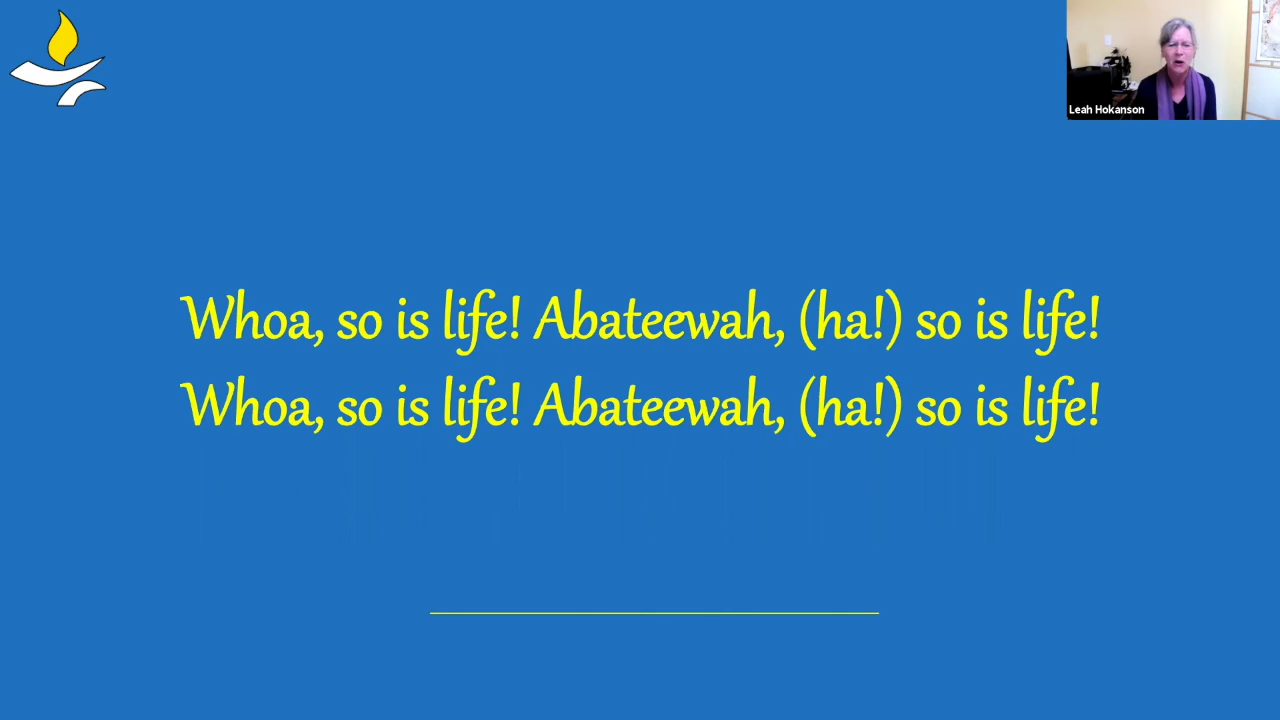 Leah Hokanson
Whoa, so is life! Abateewah, (ha!) so is life!
Whoa, so is life! Abateewah, (ha!) so is life!